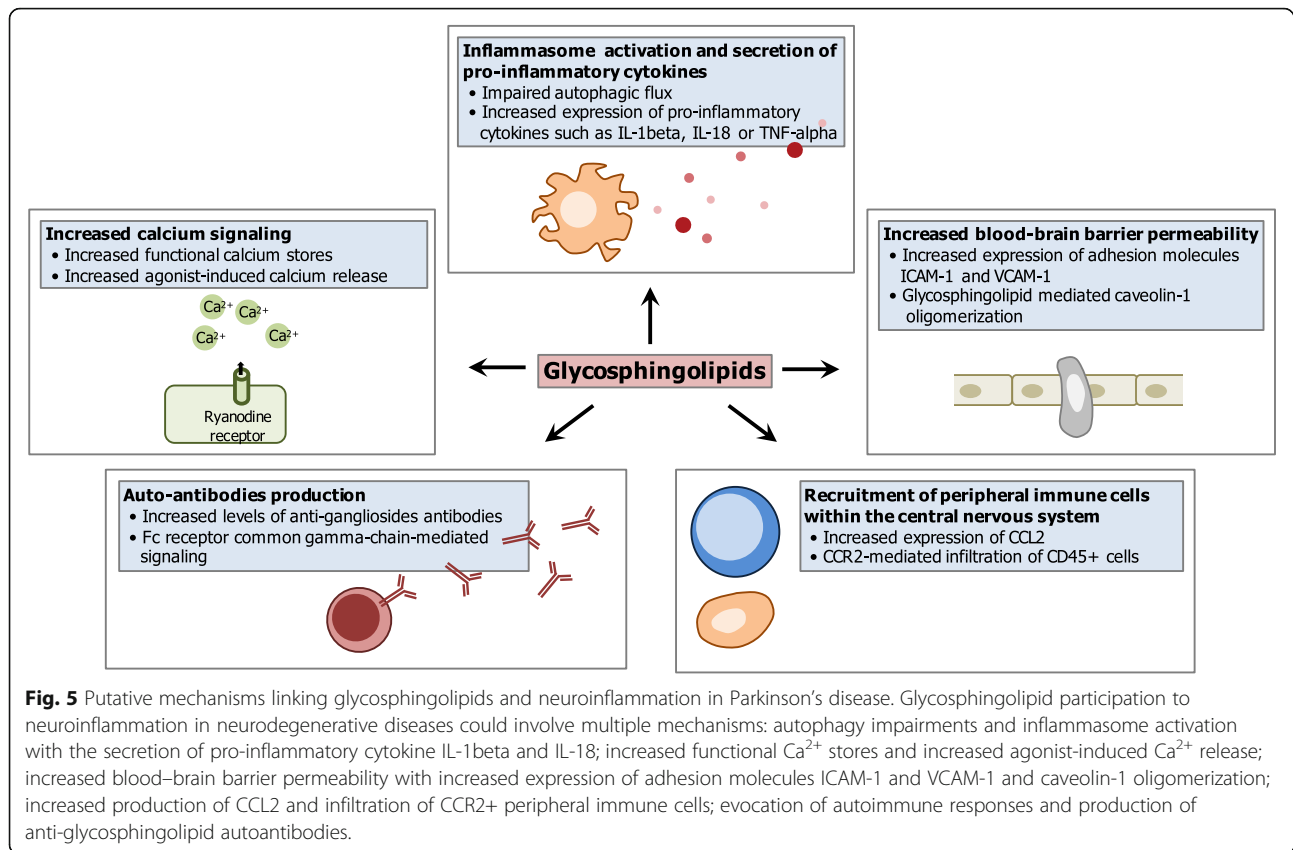 Inflammasome activation and secretion of
pro-inflammatory cytokines
• Impaired autophagic flux
• Increased expression of pro-inflammatory
cytokines such as IL-1beta, IL-18 or TNF-alpha
Increased calcium signaling
• Increased functional calcium stores
• Increased agonist-induced calcium release
Ca²⁺
Ca²⁺
Ca²⁺
Ca²⁺
Ryanodine
receptor
Increased blood-brain barrier permeability
• Increased expression of adhesion molecules
ICAM-1 and VCAM-1
• Glycosphingolipid mediated caveolin-1
oligomerization
Glycosphingolipids
Auto-antibodies production
• Increased levels of anti-gangliosides antibodies
• Fc receptor common gamma-chain-mediated
signaling
Recruitment of peripheral immune cells
within the central nervous system
• Increased expression of CCL2
• CCR2-mediated infiltration of CD45+ cells
Fig. 5 Putative mechanisms linking glycosphingolipids and neuroinflammation in Parkinson's disease. Glycosphingolipid participation to
neuroinflammation in neurodegenerative diseases could involve multiple mechanisms: autophagy impairments and inflammasome activation
with the secretion of pro-inflammatory cytokine IL-1beta and IL-18; increased functional Ca²⁺ stores and increased agonist-induced Ca²⁺ release;
increased blood–brain barrier permeability with increased expression of adhesion molecules ICAM-1 and VCAM-1 and caveolin-1 oligomerization;
increased production of CCL2 and infiltration of CCR2+ peripheral immune cells; evocation of autoimmune responses and production of
anti-glycosphingolipid autoantibodies.